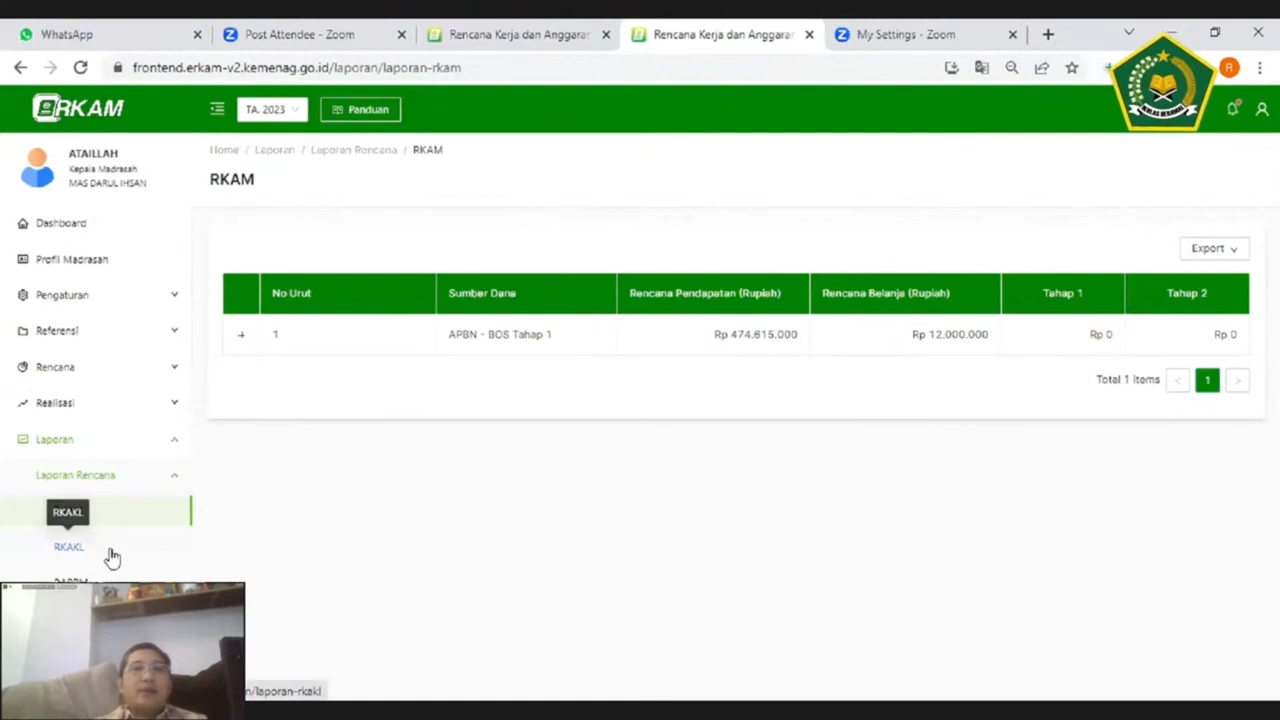 WhatsApp
Post Attendee - Zoom
Rencana Kerja dan Anggaran
Rencana Kerja dan Anggaran
My Settings - Zoom
frontend.erkam-v2.kemenag.go.id/laporan/laporan-rkam
A
eRKAM
TA. 2023
Panduan
IKHLAS BERAMAL
ATAILLAH
Kepala Madrasah
MAS DARUL IHSAN
Home / Laporan / Laporan Rencana / RKAM
RKAM
Dashboard
Profil Madrasah
Pengaturan
Referensi
Rencana
Realisasi
Laporan
Laporan Rencana
RKAKL
RKAKL
Export
No Urut
Sumber Dana
Rencana Pendapatan (Rupiah)
Rencana Belanja (Rupiah)
Tahap 1
Tahap 2
1
APBN - BOS Tahap 1
Rp 474.615.000
Rp 12.000.000
Rp 0
Rp 0
Total 1 items < 1 >
n/laporan-rkakl